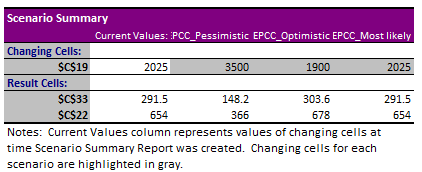 Scenario Summary
Current Values: EPCC_Pessimistic EPCC_Optimistic EPCC_Most likely
Changing Cells:
$C$19 2025 3500 1900 2025
Result Cells:
$C$33 291.5 148.2 303.6 291.5
$C$22 654 366 678 654
Notes: Current Values column represents values of changing cells at
time Scenario Summary Report was created. Changing cells for each
scenario are highlighted in gray.